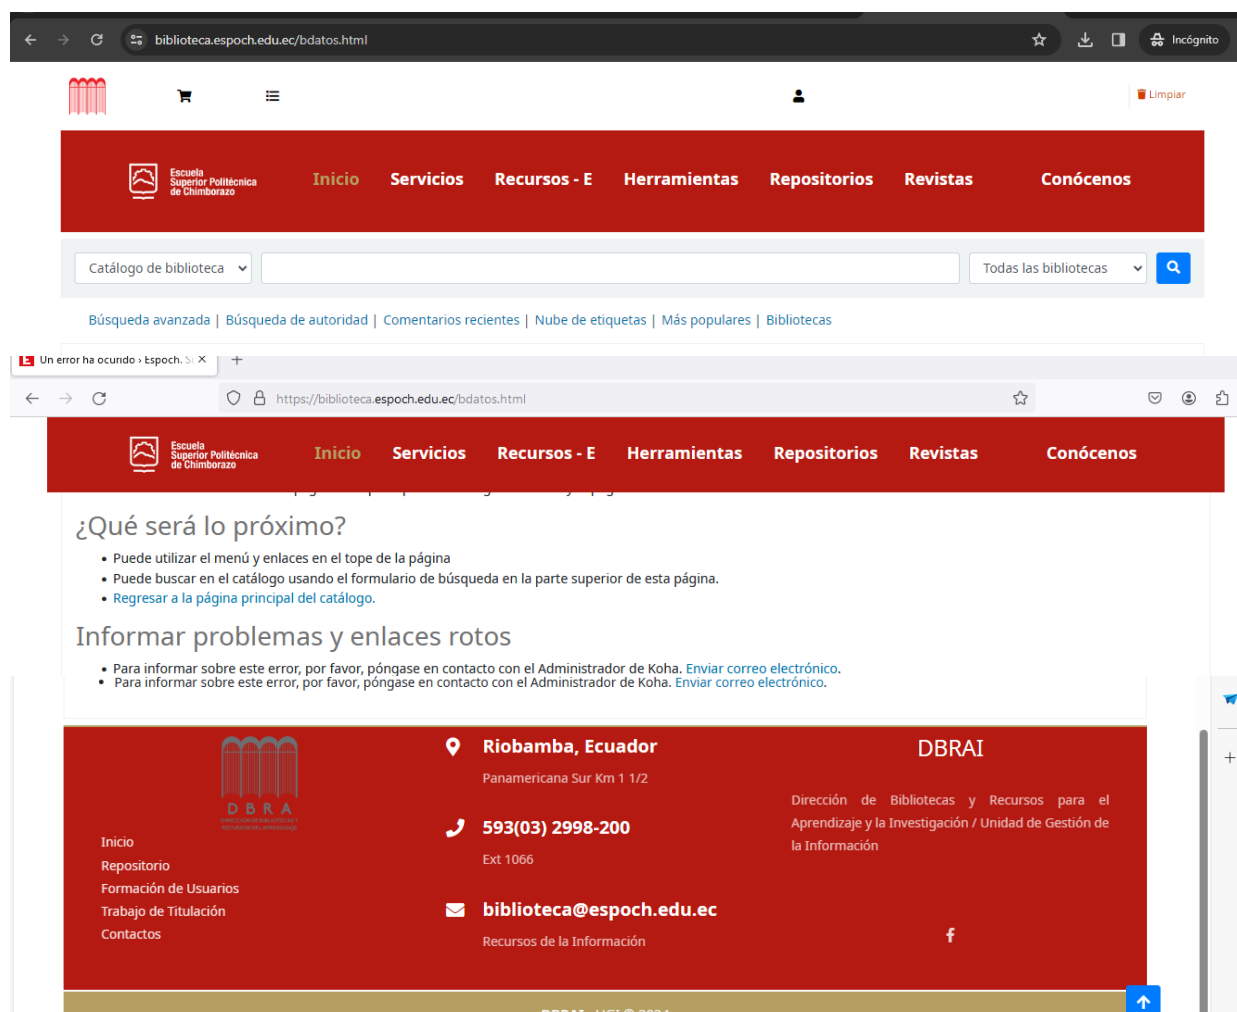 biblioteca.espoch.edu.ec/bdatos.html
Incógnito
Limpiar
Escuela
Superior Politécnica
de Chimborazo
Inicio Servicios Recursos - E Herramientas Repositorios Revistas Conócenos
Catálogo de biblioteca Todas las bibliotecas
Búsqueda avanzada | Búsqueda de autoridad | Comentarios recientes | Nube de etiquetas | Más populares | Bibliotecas
Un error ha ocurrido › Espoch.
https://biblioteca.espoch.edu.ec/bdatos.html
Escuela
Superior Politécnica
de Chimborazo
Inicio Servicios Recursos - E Herramientas Repositorios Revistas Conócenos
¿Qué será lo próximo?
• Puede utilizar el menú y enlaces en el tope de la página
• Puede buscar en el catálogo usando el formulario de búsqueda en la parte superior de esta página.
• Regresar a la página principal del catálogo.
Informar problemas y enlaces rotos
• Para informar sobre este error, por favor, póngase en contacto con el Administrador de Koha. Enviar correo electrónico.
• Para informar sobre este error, por favor, póngase en contacto con el Administrador de Koha. Enviar correo electrónico.
DBRA
DIRECCIÓN DE BIBLIOTECAS Y
RECURSOS DEL APRENDIZAJE
Inicio
Repositorio
Formación de Usuarios
Trabajo de Titulación
Contactos
Riobamba, Ecuador
Panamericana Sur Km 1 1/2
593(03) 2998-200
Ext 1066
biblioteca@espoch.edu.ec
Recursos de la Información
DBRAI
Dirección de Bibliotecas y Recursos para el
Aprendizaje y la Investigación / Unidad de Gestión de
la Información